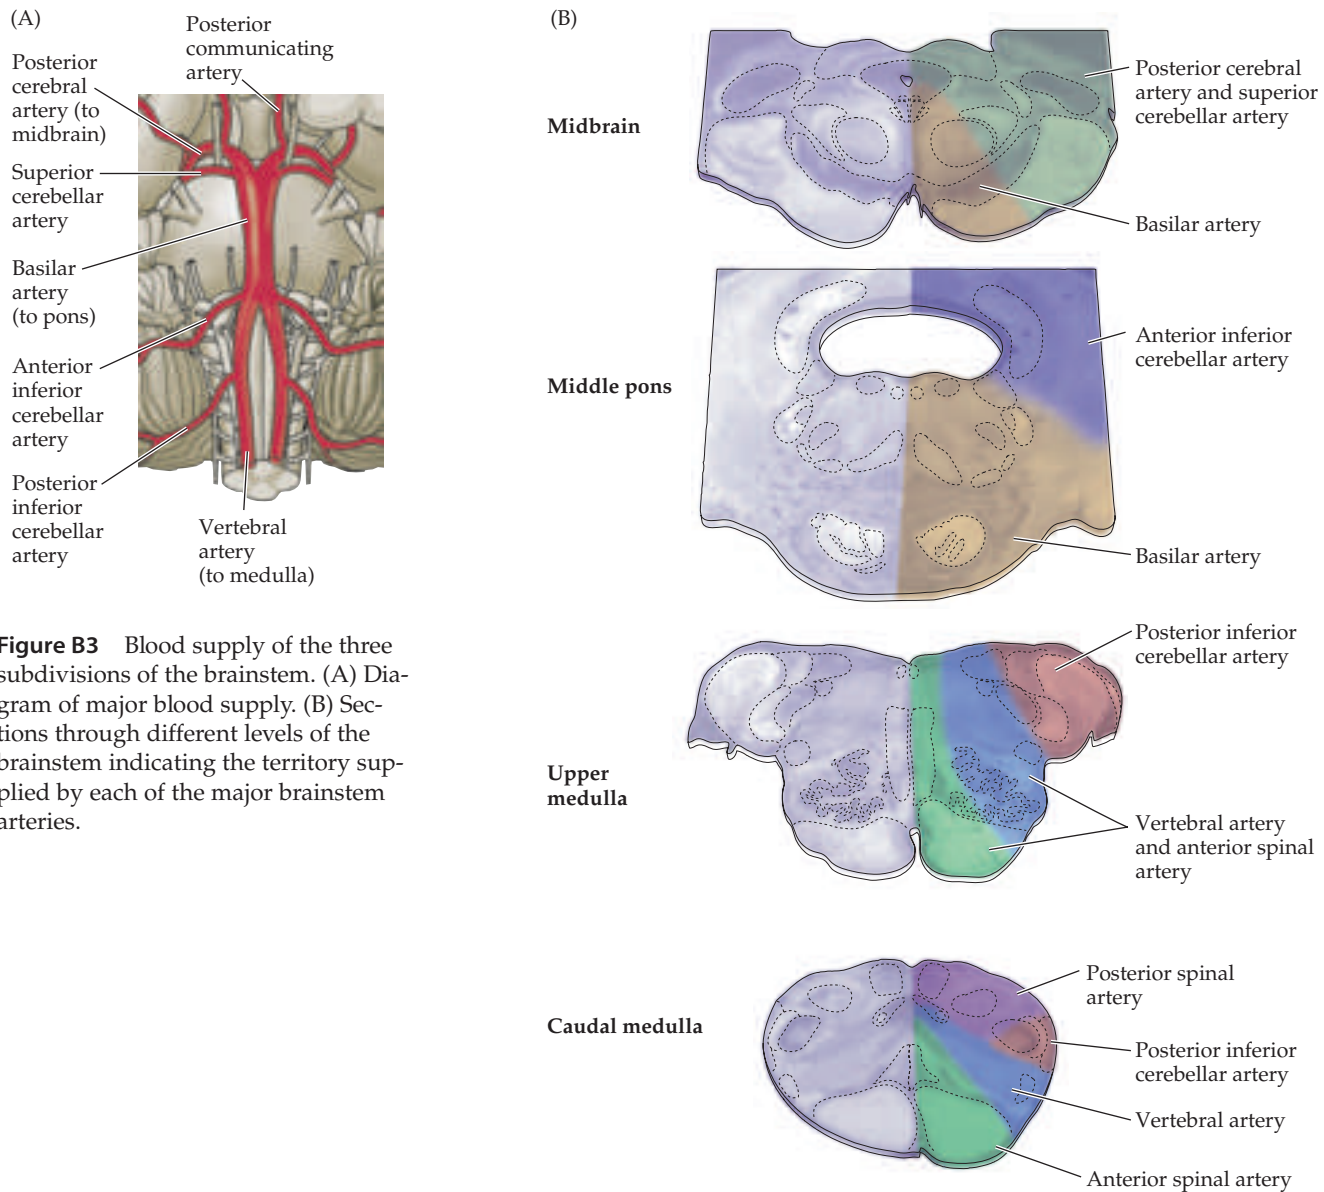 (A)
Posterior
communicating
artery
Posterior
cerebral
artery (to
midbrain)
Superior
cerebellar
artery
Basilar
artery
(to pons)
Anterior
inferior
cerebellar
artery
Posterior
inferior
cerebellar
artery
Vertebral
artery
(to medulla)
Figure B3 Blood supply of the three
subdivisions of the brainstem. (A) Dia-
gram of major blood supply. (B) Sec-
tions through different levels of the
brainstem indicating the territory sup-
plied by each of the major brainstem
arteries.
(B)
Midbrain
Posterior cerebral
artery and superior
cerebellar artery
Basilar artery
Middle pons
Anterior inferior
cerebellar artery
Basilar artery
Upper
medulla
Posterior inferior
cerebellar artery
Vertebral artery
and anterior spinal
artery
Caudal medulla
Posterior spinal
artery
Posterior inferior
cerebellar artery
Vertebral artery
Anterior spinal artery